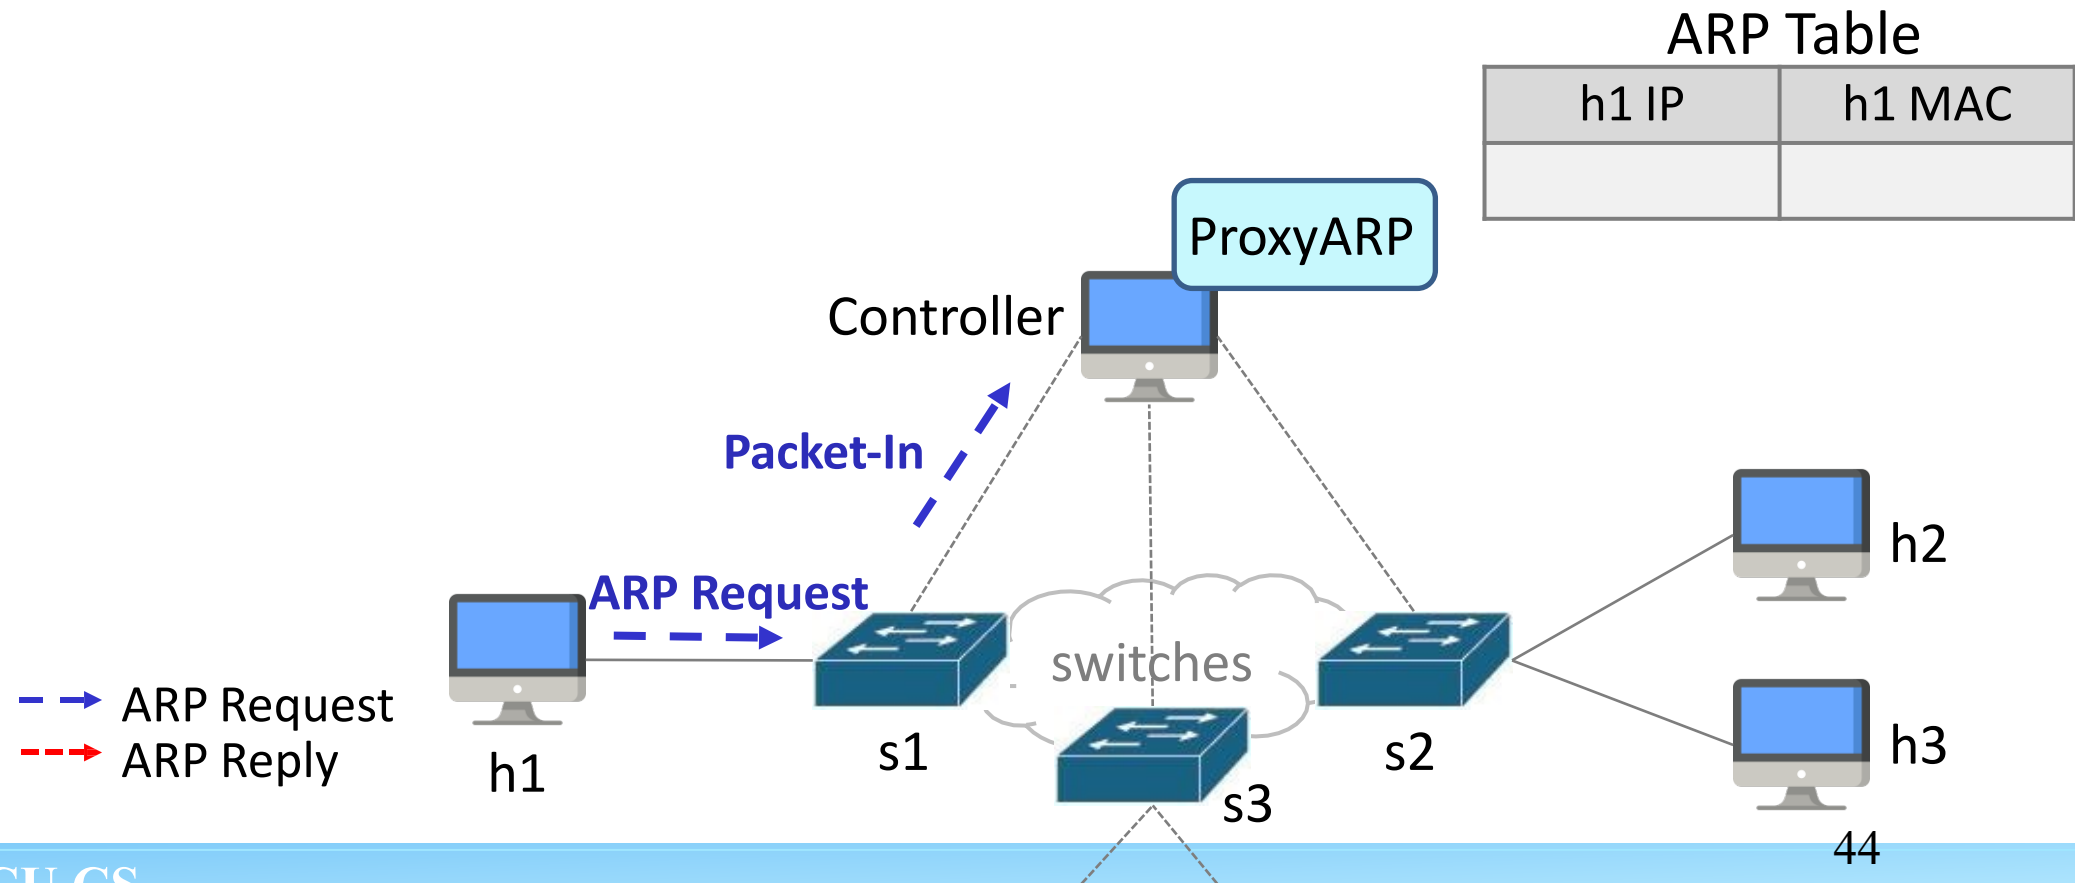 ARP Table
h1 IP
h1 MAC
ProxyARP
Controller
Packet-In
ARP Request
switches
h2
h3
ARP Request
ARP Reply
h1
s1
s2
s3
44
CS